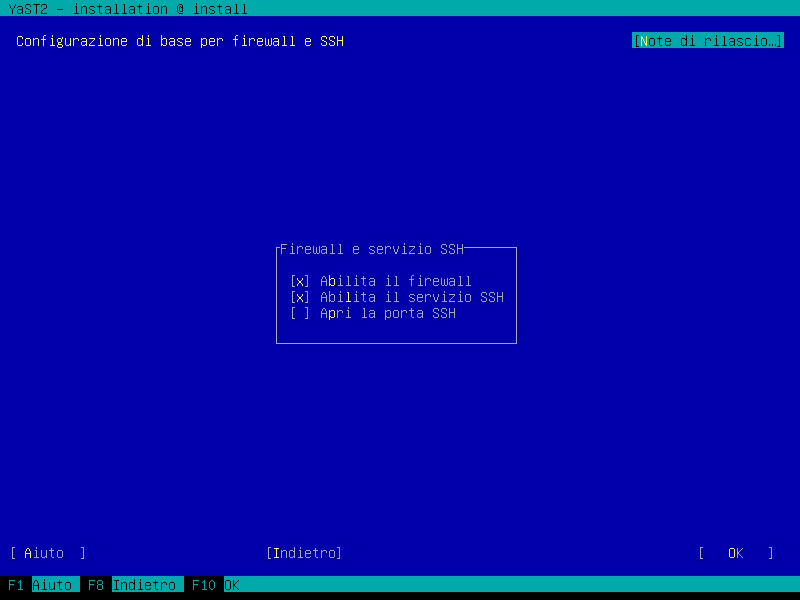 YaST2 - installation @ install
Configurazione di base per firewall e SSH [Note di rilascio…]
Firewall e servizio SSH
[x] Abilita il firewall
[x] Abilita il servizio SSH
[ ] Apri la porta SSH
[ Aiuto ] [Indietro] [ OK ]
F1 Aiuto F8 Indietro F10 OK